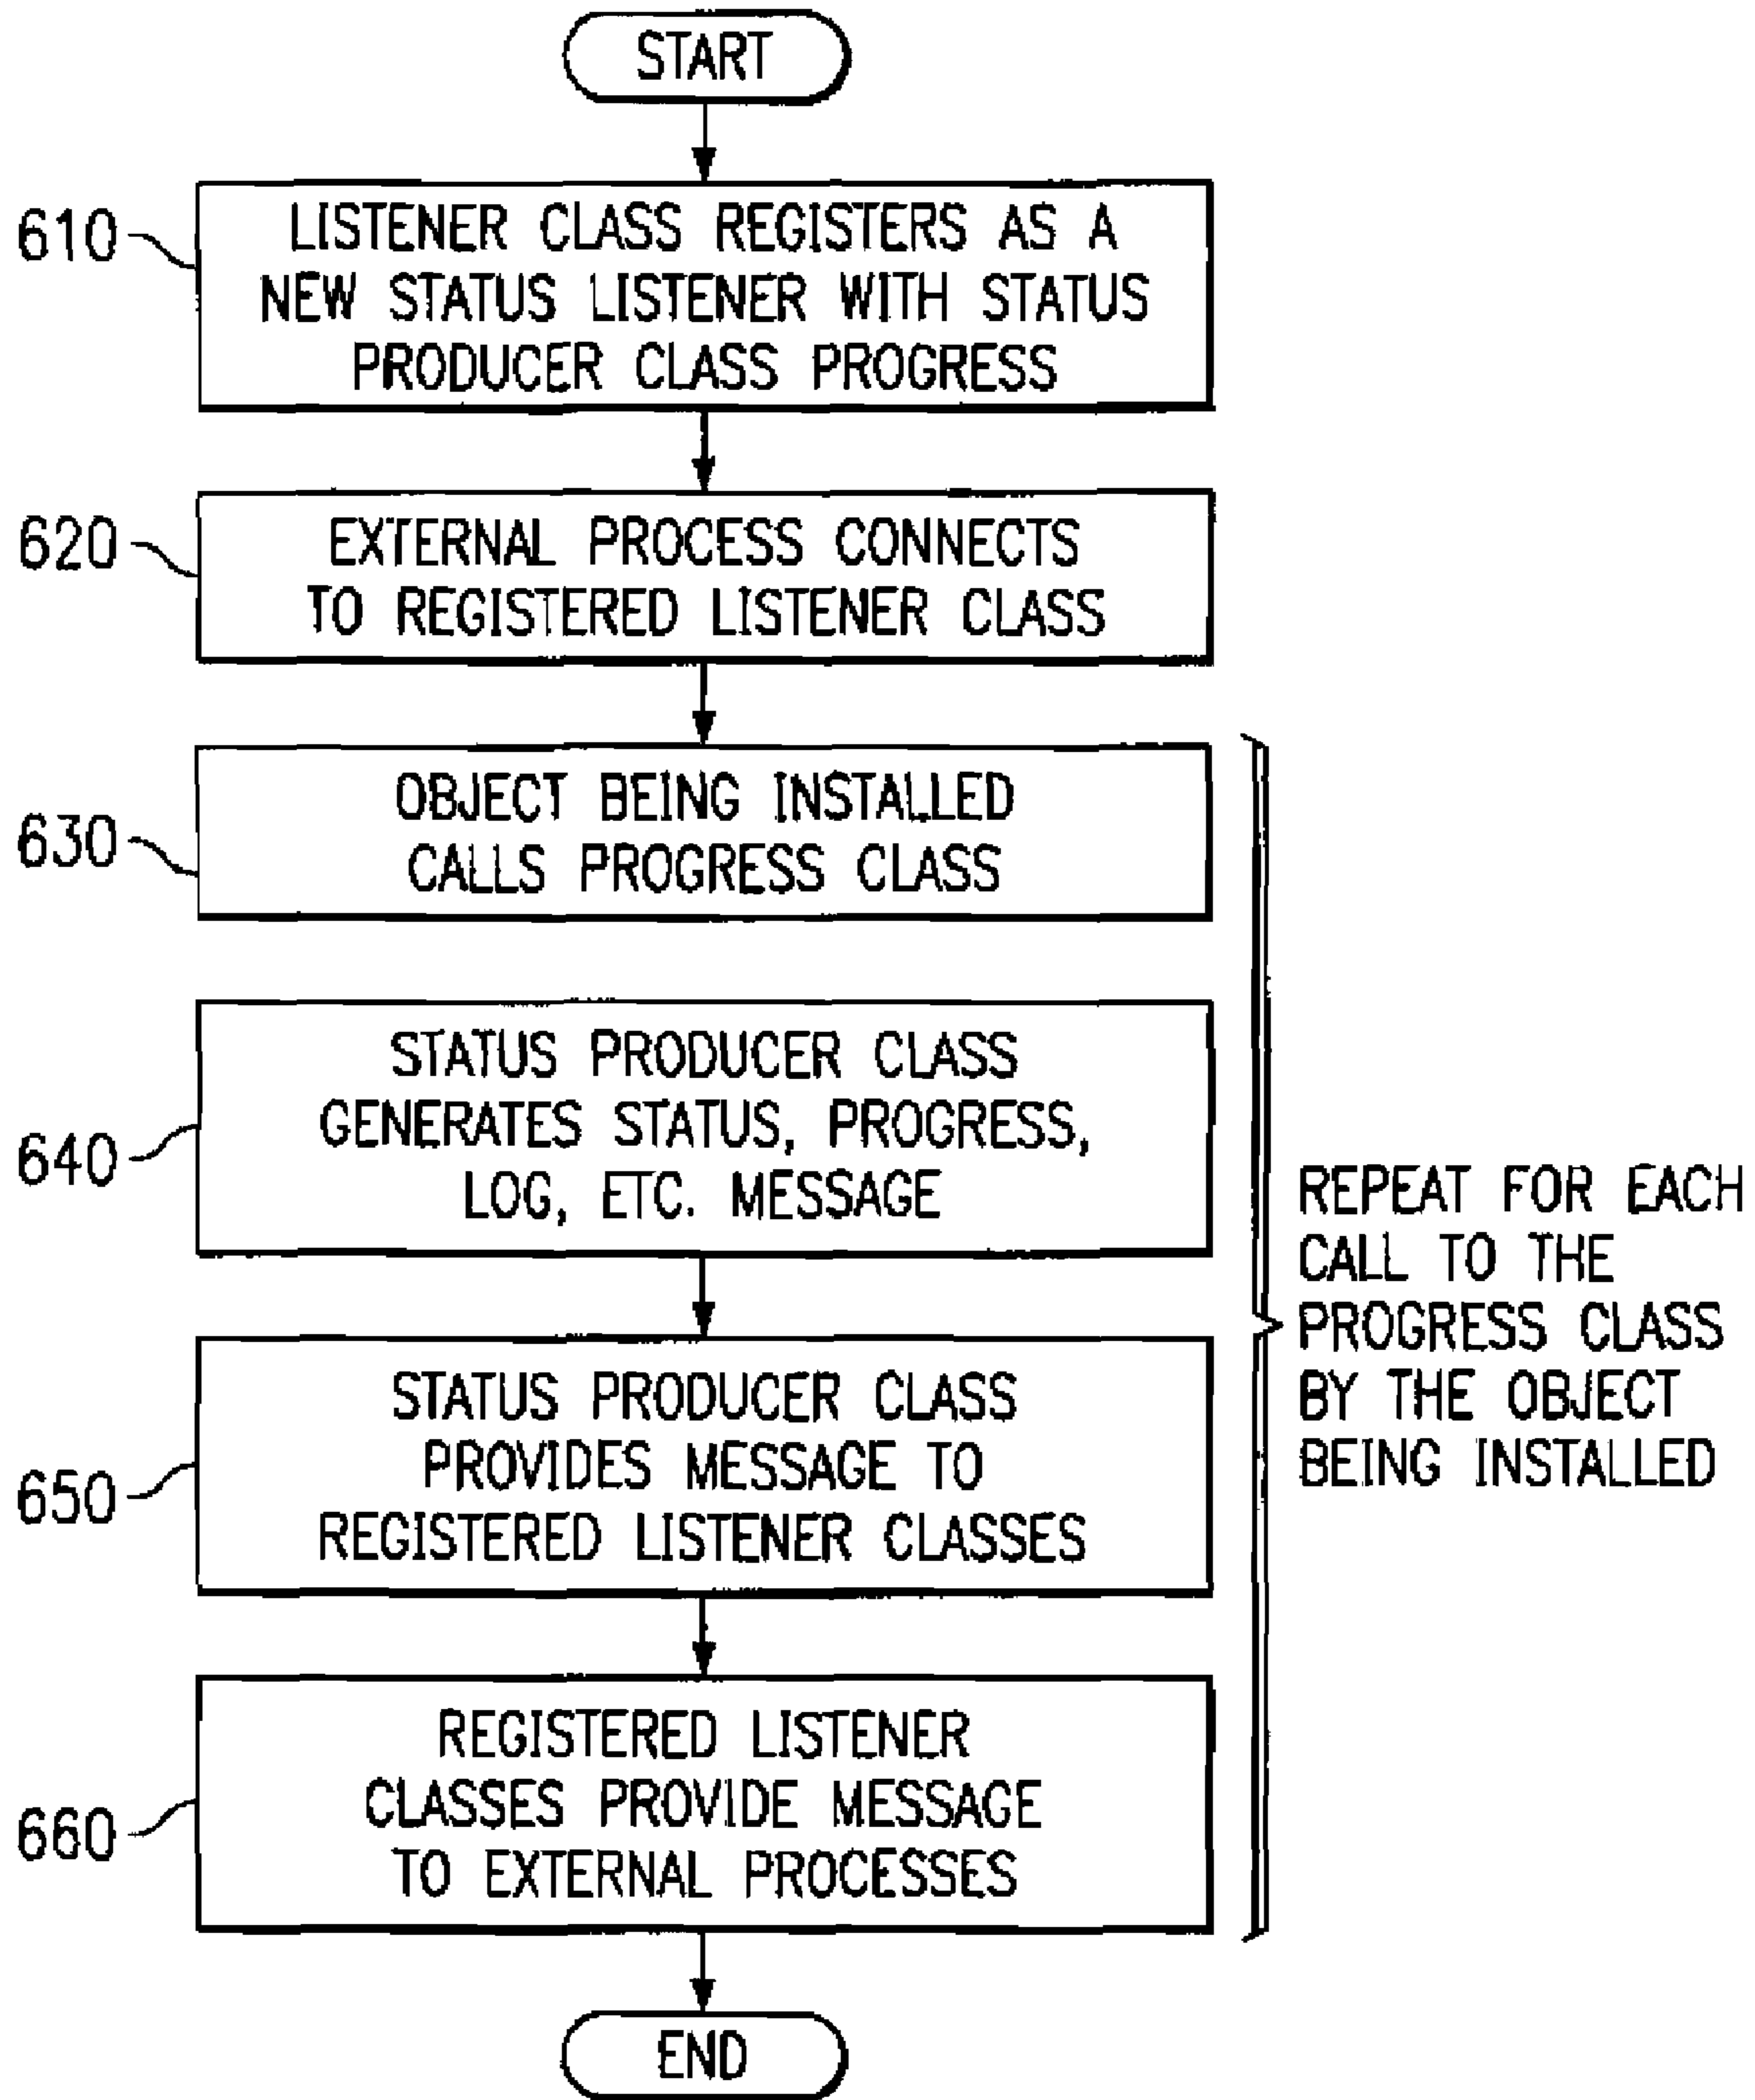 START
610
LISTENER CLASS REGISTERS AS A
NEW STATUS LISTENER WITH STATUS
PRODUCER CLASS PROGRESS
620
EXTERNAL PROCESS CONNECTS
TO REGISTERED LISTENER CLASS
630
OBJECT BEING INSTALLED
CALLS PROGRESS CLASS
640
STATUS PRODUCER CLASS
GENERATES STATUS, PROGRESS,
LOG, ETC. MESSAGE
650
STATUS PRODUCER CLASS
PROVIDES MESSAGE TO
REGISTERED LISTENER CLASSES
660
REGISTERED LISTENER
CLASSES PROVIDE MESSAGE
TO EXTERNAL PROCESSES
REPEAT FOR EACH
CALL TO THE
PROGRESS CLASS
BY THE OBJECT
BEING INSTALLED
END